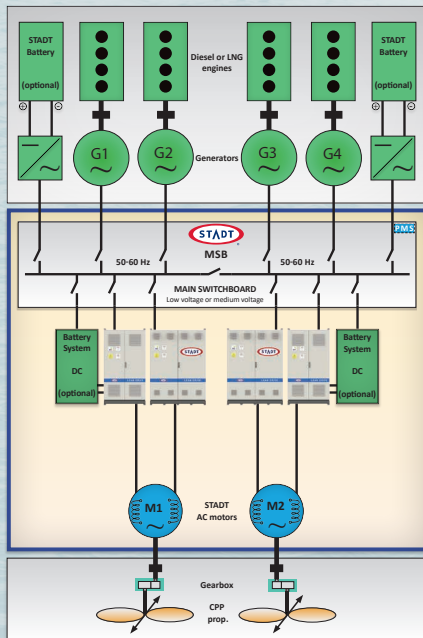 STADT
Battery
(optional)
Diesel or LNG
engines
STADT
Battery
(optional)
G1
G2
Generators
G3
G4
STADT
PMS
MSB
50-60 Hz
50-60 Hz
MAIN SWITCHBOARD
Low voltage or medium voltage
Battery
System
DC
(optional)
STADT
STADT
Battery
System
DC
(optional)
M1
STADT
AC motors
M2
Gearbox
CPP
prop.